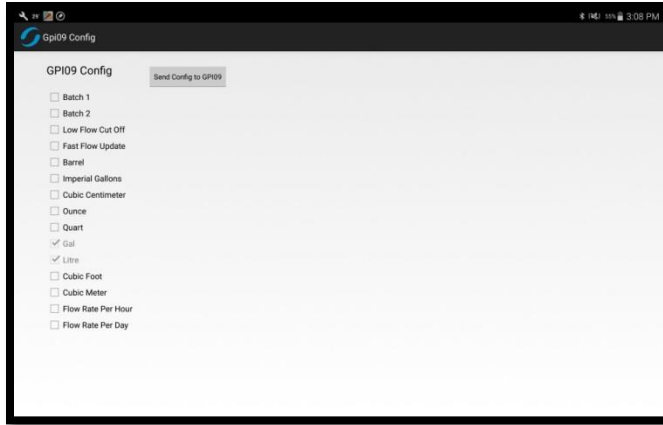 29° 55% 3:08 PM
Gpi09 Config
GPI09 Config
Send Config to GPI09
Batch 1
Batch 2
Low Flow Cut Off
Fast Flow Update
Barrel
Imperial Gallons
Cubic Centimeter
Ounce
Quart
Gal
Litre
Cubic Foot
Cubic Meter
Flow Rate Per Hour
Flow Rate Per Day